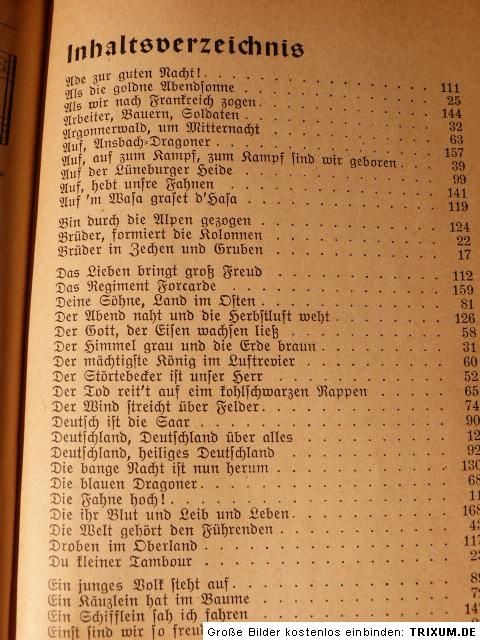 Inhaltsverzeichnis
Ade zur guten Nacht! . . . 111
Als die goldne Abendsonne . . . 25
Als wir nach Frankreich zogen . . . 144
Arbeiter, Bauern, Soldaten . . . 32
Argonnerwald, um Mitternacht . . . 63
Auf, Ansbach-Dragoner . . . 157
Auf, auf zum Kampf, zum Kampf sind wir geboren . . . 39
Auf der Lüneburger Heide . . . 99
Auf, hebt unsre Fahnen . . . 141
Auf 'm Wasa graset d'Hasa . . . 119
Bin durch die Alpen gezogen . . . 124
Brüder, formiert die Kolonnen . . . 22
Brüder in Zechen und Gruben . . . 17
Das Lieben bringt groß Freud . . . 112
Das Regiment Forcarde . . . 159
Deine Söhne, Land im Osten . . . 81
Der Abend naht und die Herbstluft weht . . . 126
Der Gott, der Eisen wachsen ließ . . . 58
Der Himmel grau und die Erde braun . . . 31
Der mächtigste König im Luftrevier . . . 60
Der Störtebecker ist unser Herr . . . 52
Der Tod reit't auf eim kohlschwarzen Rappen . . . 65
Der Wind streicht über Felder . . . 74
Deutsch ist die Saar . . . 90
Deutschland, Deutschland über alles . . . 12
Deutschland, heiliges Deutschland . . . 92
Die bange Nacht ist nun herum . . . 130
Die blauen Dragoner . . . 68
Die Fahne hoch! . . . 11
Die ihr Blut und Leib und Leben . . . 168
Die Welt gehört den Führenden . . .
Droben im Oberland . . . 117
Du kleiner Tambour . . .
Ein junges Volk steht auf . . .
Ein Käuzlein hat im Baume . . .
Ein Schifflein sah ich fahren . . .
Einst sind wir so
Große Bilder kostenlos einbinden: TRIXUM.DE